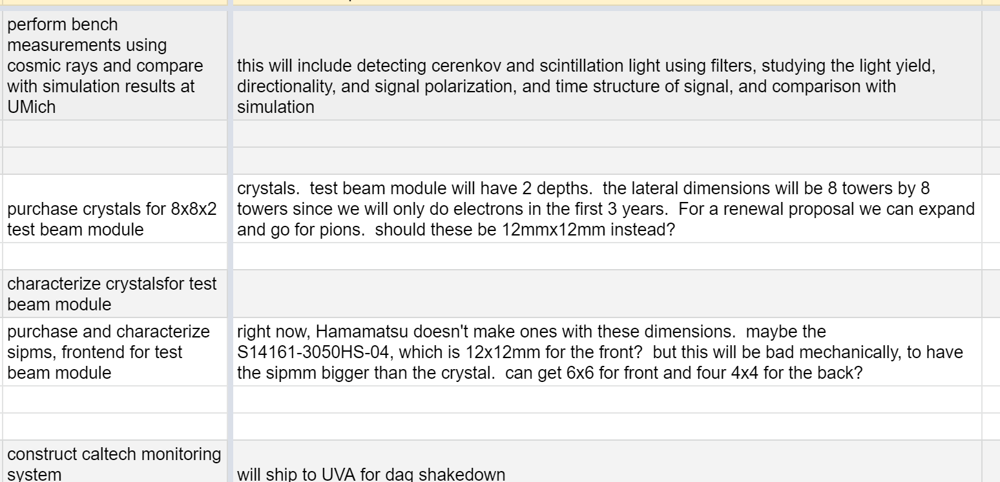 perform bench
measurements using
cosmic rays and compare
with simulation results at
UMich
this will include detecting cerenkov and scintillation light using filters, studying the light yield,
directionality, and signal polarization, and time structure of signal, and comparison with
simulation
purchase crystals for 8x8x2
test beam module
crystals.  test beam module will have 2 depths.  the lateral dimensions will be 8 towers by 8
towers since we will only do electrons in the first 3 years.  For a renewal proposal we can expand
and go for pions.  should these be 12mmx12mm instead?
characterize crystalsfor test
beam module
purchase and characterize
sipms, frontend for test
beam module
right now, Hamamatsu doesn't make ones with these dimensions.  maybe the
S14161-3050HS-04, which is 12x12mm for the front?  but this will be bad mechanically, to have
the sipmm bigger than the crystal.  can get 6x6 for front and four 4x4 for the back?
construct caltech monitoring
system
will ship to UVA for daq shakedown